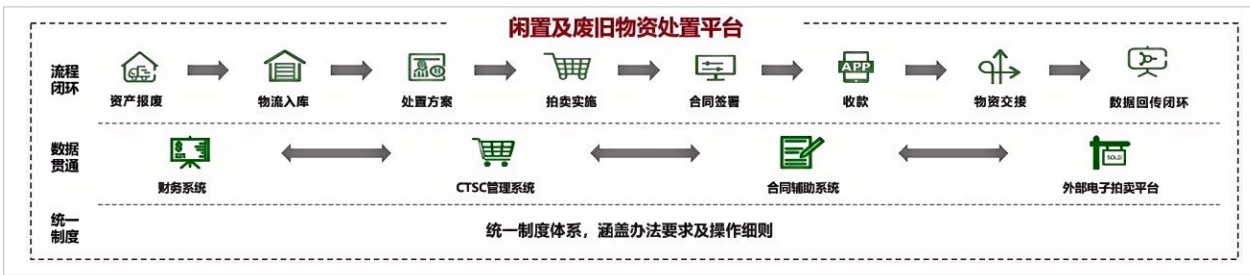 闲置及废旧物资处置平台
流程
闭环
资产报废
物流入库
处置方案
拍卖实施
合同签署
APP
收款
物资交接
数据回传闭环
数据
贯通
财务系统
CTSC管理系统
合同辅助系统
SOLD
外部电子拍卖平台
统一
制度
统一制度体系，涵盖办法要求及操作细则